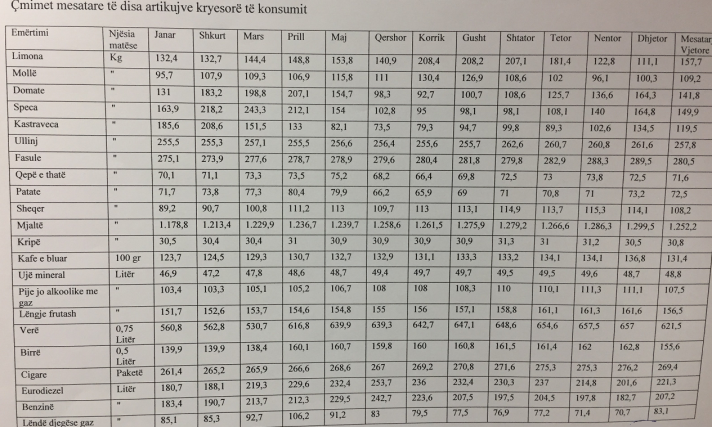 Çmimet mesatare të disa artikujve kryesorë të konsumit
Emërtimi Njësia matëse Janar Shkurt Mars Prill Maj Qershor Korrik Gusht Shtator Tetor Nentor Dhjetor Mesatar Vjetore
Limona Kg 132,4 132,7 144,4 148,8 153,8 140,9 208,4 208,2 207,1 181,4 122,8 111,1 157,7
Mollë " 95,7 107,9 109,3 106,9 115,8 111 130,4 126,9 108,6 102 96,1 100,3 109,2
Domate " 131 183,2 198,8 207,1 154,7 98,3 92,7 100,7 108,6 125,7 136,6 164,3 141,8
Speca " 163,9 218,2 243,3 212,1 154 102,8 95 98,1 98,1 108,1 140 164,8 149,9
Kastraveca " 185,6 208,6 151,5 133 82,1 73,5 79,3 94,7 99,8 89,3 102,6 134,5 119,5
Ullinj " 255,5 255,3 257,1 255,5 256,6 256,4 255,6 255,7 262,6 260,7 260,8 261,6 257,8
Fasule " 275,1 273,9 277,6 278,7 278,9 279,6 280,4 281,8 279,8 282,9 288,3 289,5 280,5
Qepë e thatë " 70,1 71,1 73,3 73,5 75,2 68,2 66,4 69,8 72,5 73 73,8 72,5 71,6
Patate " 71,7 73,8 77,3 80,4 79,9 66,2 65,9 69 71 70,8 71 73,2 72,5
Sheqer " 89,2 90,7 100,8 111,2 113 109,7 113 113,1 114,9 113,7 115,3 114,1 108,2
Mjaltë " 1.178,8 1.213,4 1.229,9 1.236,7 1.239,7 1.258,6 1.261,5 1.275,9 1.279,2 1.266,6 1.286,3 1.299,5 1.252,2
Kripë " 30,5 30,4 30,4 31 30,9 30,9 30,9 30,9 31,3 31 31,2 30,5 30,8
Kafe e bluar 100 gr 123,7 124,5 129,3 130,7 132,7 132,9 131,1 133,3 133,2 134,1 134,1 136,8 131,4
Ujë mineral Litër 46,9 47,2 47,8 48,6 48,7 49,4 49,7 49,7 49,5 49,5 49,6 48,7 48,8
Pije jo alkoolike me gaz " 103,4 103,3 105,1 105,2 106,7 108 108 108,3 110 110,1 111,3 111,1 107,5
Lëngje frutash " 151,7 152,6 153,7 154,6 154,8 155 156 157,1 158,8 161,1 161,3 161,6 156,5
Verë 0,75 Litër 560,8 562,8 530,7 616,8 639,9 639,3 642,7 647,1 648,6 654,6 657,5 657 621,5
Birrë 0,5 Litër 139,9 139,9 138,4 160,1 160,7 159,8 160 160,8 161,5 161,4 162 162,8 155,6
Cigare Paketë 261,4 265,2 265,9 266,6 268,6 267 269,2 270,8 271,6 275,3 275,3 276,2 269,4
Eurodiezel Litër 180,7 188,1 219,3 229,6 232,4 253,7 236 232,4 230,3 237 214,8 201,6 221,3
Benzinë " 183,4 190,7 213,7 212,3 229,5 242,7 223,6 207,5 197,5 204,5 197,8 182,7 207,2
Lëndë djegëse gaz " 85,1 85,3 92,7 106,2 91,2 83 79,5 77,5 76,9 77,2 71,4 70,7 83,1